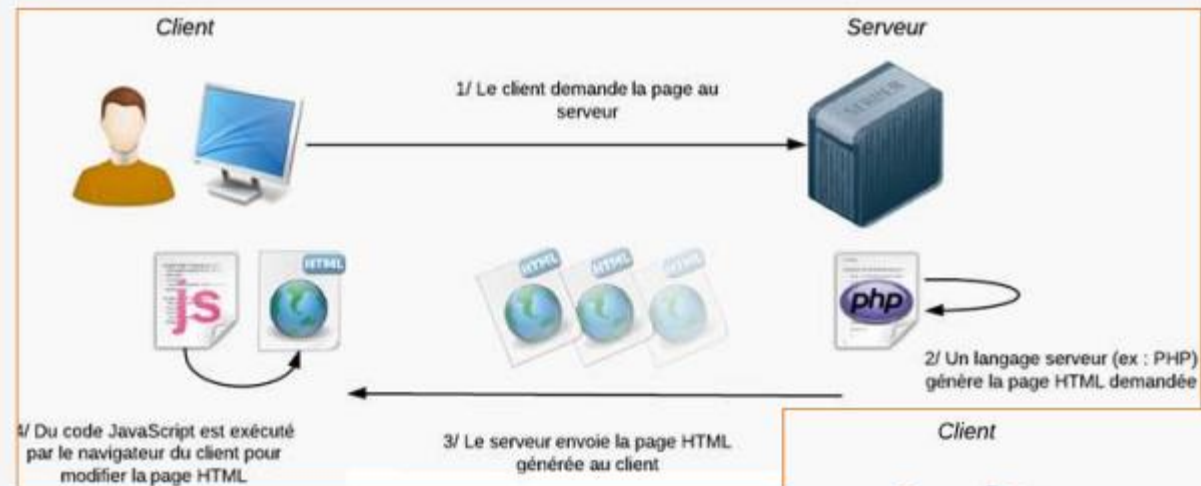 Client
Serveur
1/ Le client demande la page au
serveur
SERVER
HTML
js
HTML
HTML
HTML
php
2/ Un langage serveur (ex : PHP)
génère la page HTML demandée
3/ Le serveur envoie la page HTML
générée au client
4/ Du code JavaScript est exécuté
par le navigateur du client pour
modifier la page HTML
Client